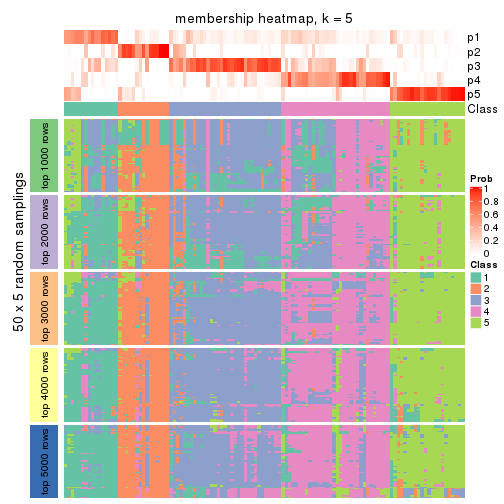 membership heatmap, k = 5
p1
p2
p3
p4
p5
Class
50 x 5 random samplings
top 1000 rows
top 2000 rows
top 3000 rows
top 4000 rows
top 5000 rows
Prob
1
0.8
0.6
0.4
0.2
0
Class
1
2
3
4
5